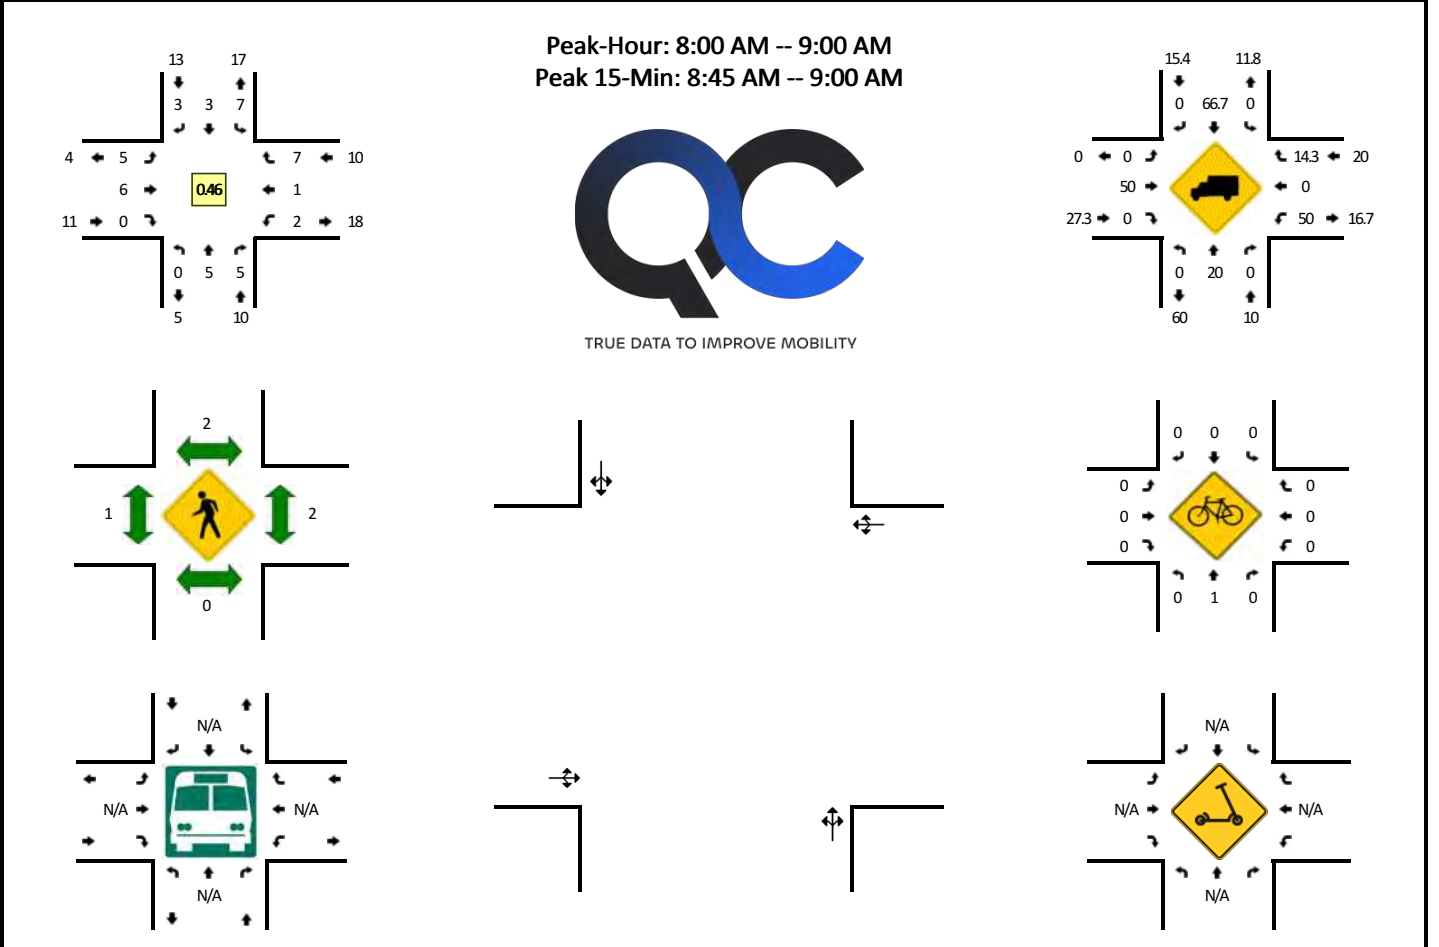 Peak-Hour: 8:00 AM -- 9:00 AM
Peak 15-Min: 8:45 AM -- 9:00 AM
13 17
3 3 7
4 5 7 10
6 0.46 1
11 0 2 18
0 5 5
5 10
QC
TRUE DATA TO IMPROVE MOBILITY
15.4 11.8
0 66.7 0
0 0 14.3 20
50 0
27.3 0 50 16.7
0 20 0
60 10
2
1 2
0
0 0 0
0 0
0 0
0 0
0 1 0
N/A
N/A N/A
N/A
N/A
N/A N/A
N/A